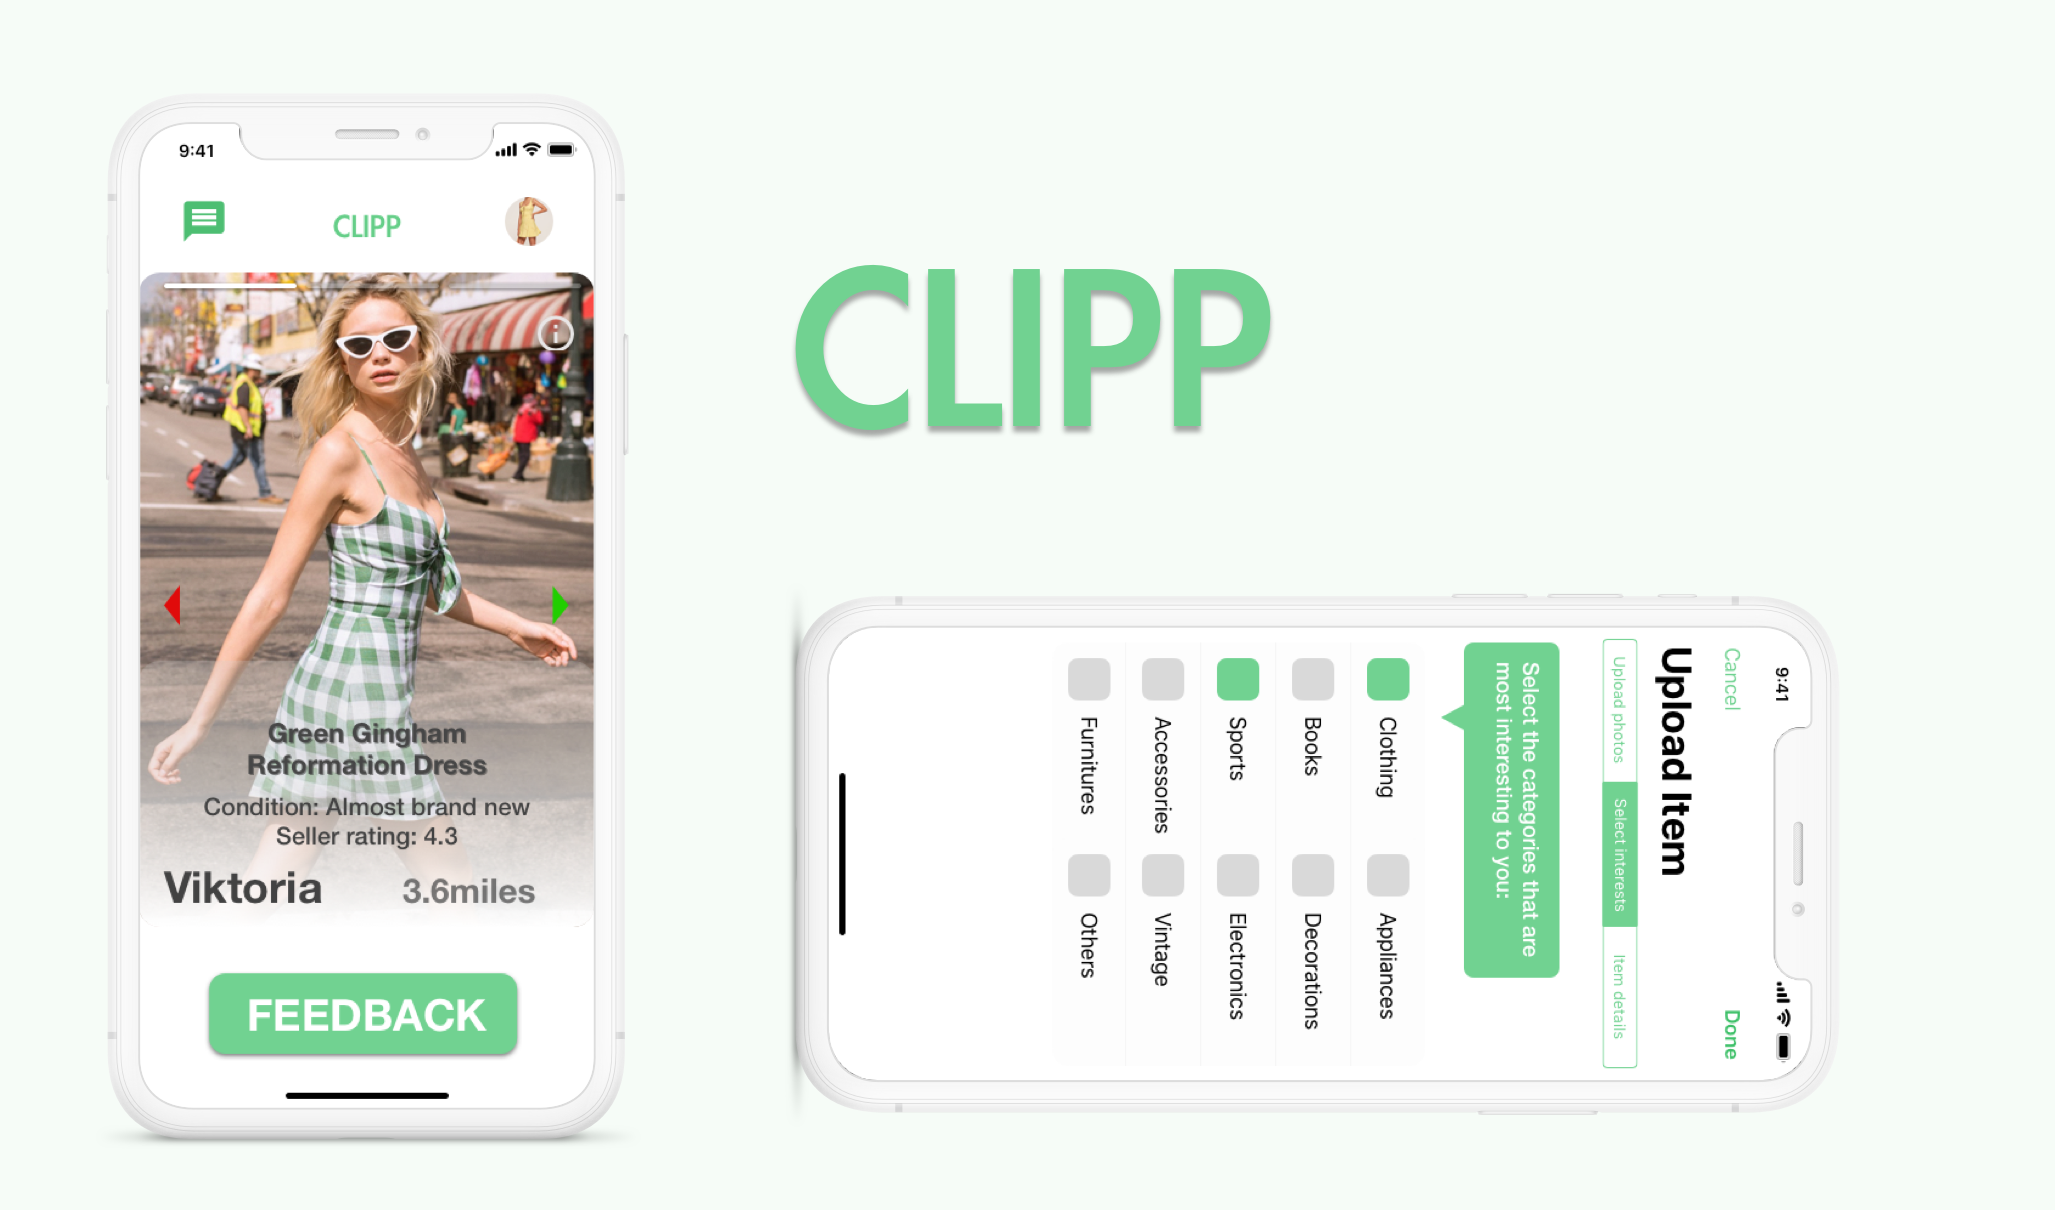 9:41
CLIPP
Green Gingham
Reformation Dress
Condition: Almost brand new
Seller rating: 4.3
Viktoria 3.6miles
FEEDBACK
CLIPP
9:41
Cancel Done
Upload Item
Upload photos Select interests Item details
Select the categories that are
most interesting to you:
Clothing Appliances
Books Decorations
Sports Electronics
Accessories Vintage
Furnitures Others